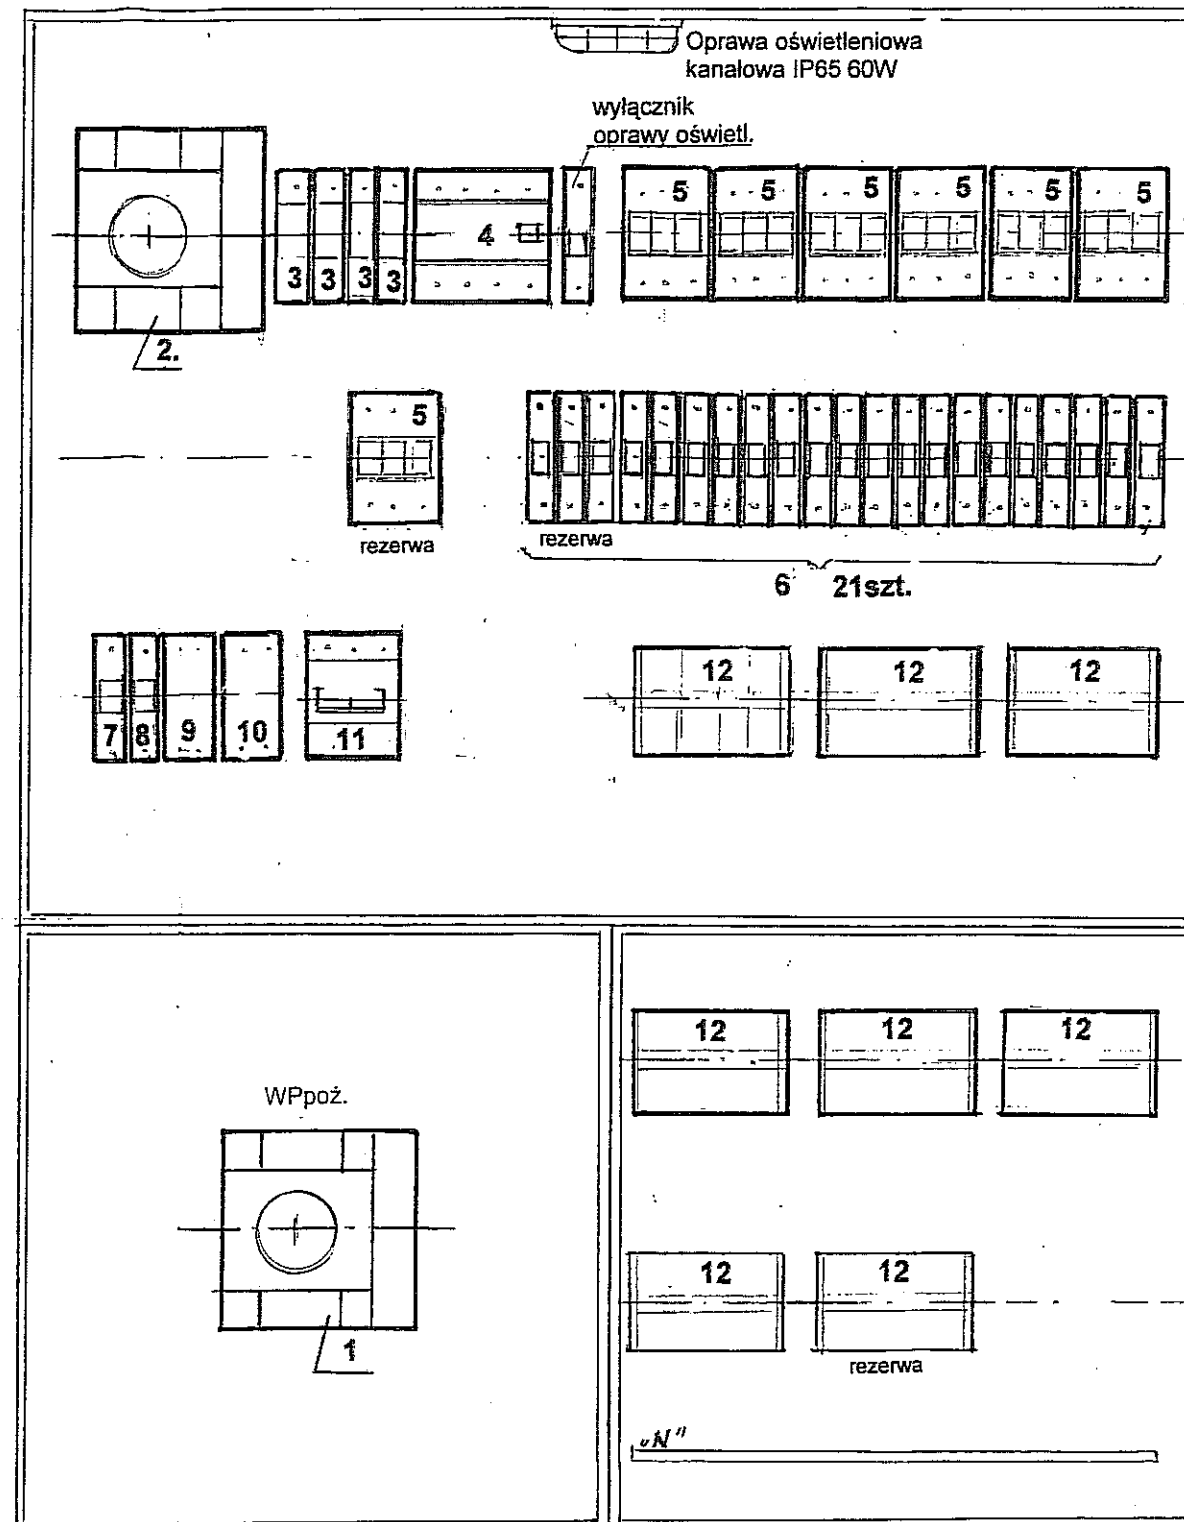 Oprawa oświetleniowa
kanałowa IP65 60W
wyłącznik
oprawy oświetl.
5 5 5 5 5 5
4
3 3 3 3
2.
5
rezerwa
rezerwa
6 21szt.
12 12 12
7 8 9 10 11
12 12 12
WPpoż.
12 12
1
rezerwa
„N"